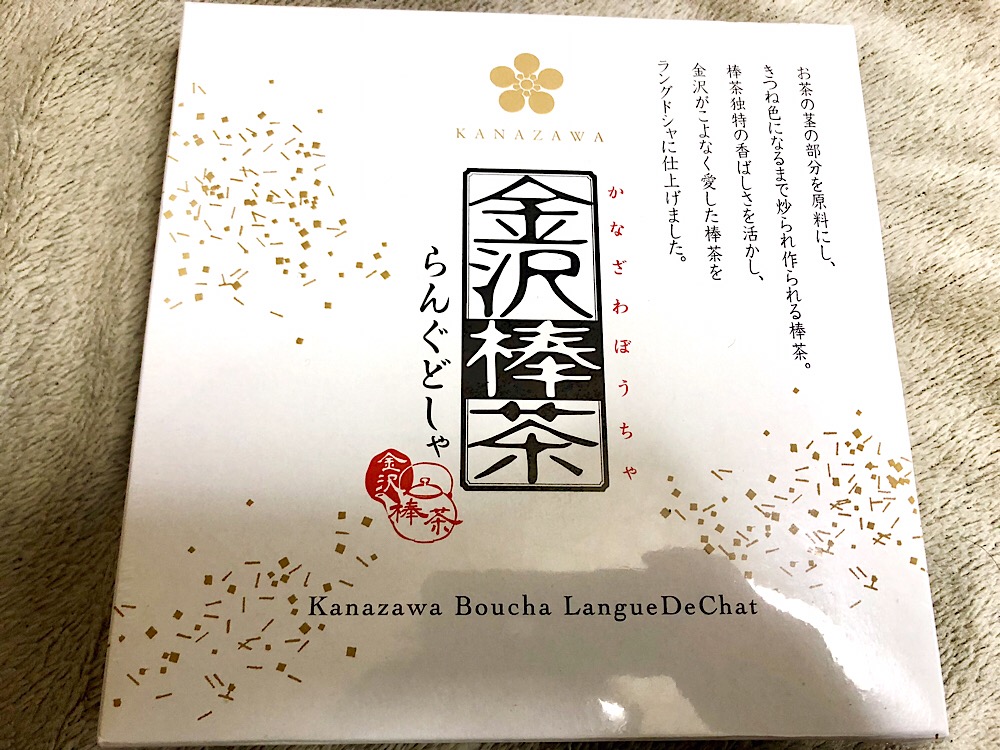 KANAZAWA
お茶の茎の部分を原料にし、
きつね色になるまで炒られ作られる棒茶。
棒茶独特の香ばしさを活かし、
金沢がこよなく愛した棒茶を
ラングドシャに仕上げました。
かなざわぼうちゃ
金沢棒茶
らんぐどしゃ
金沢
棒茶
Kanazawa Boucha LangueDeChat